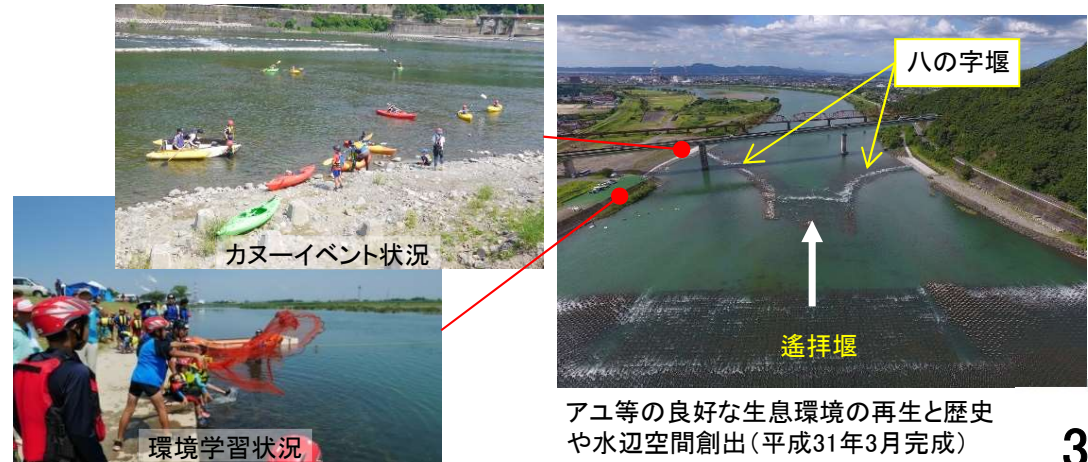 カヌーイベント状況
環境学習状況
八の字堰
遙拝堰
アユ等の良好な生息環境の再生と歴史
や水辺空間創出(平成31年3月完成)
3